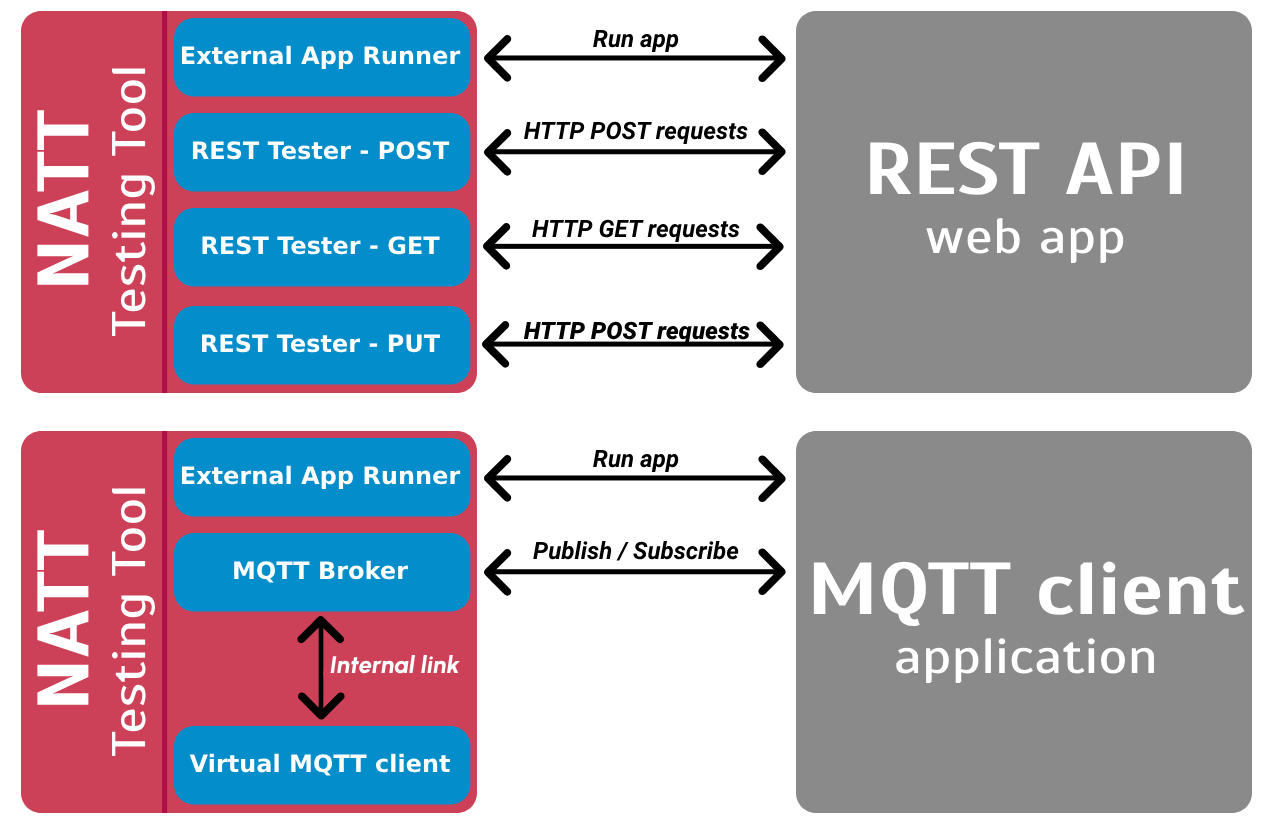 NATT
Testing Tool
External App Runner
REST Tester - POST
REST Tester - GET
REST Tester - PUT
Run app
HTTP POST requests
HTTP GET requests
HTTP POST requests
REST API
web app
NATT
Testing Tool
External App Runner
MQTT Broker
Internal link
Virtual MQTT client
Run app
Publish / Subscribe
MQTT client
application